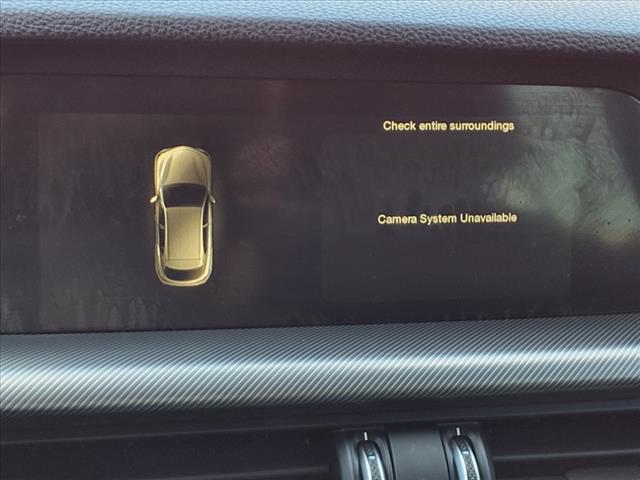 Check entire surroundings
Camera System Unavailable